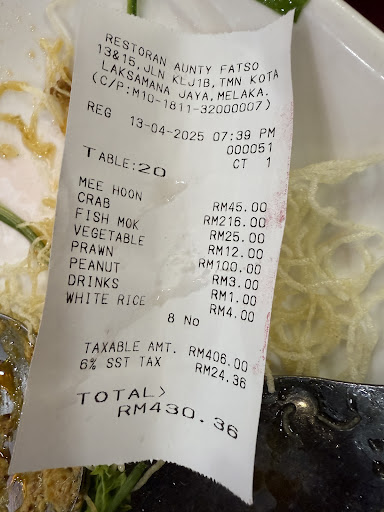 RESTORAN AUNTY FATSO
13&15,JLN KLJ1B,TMN KOTA
LAKSAMANA JAYA,MELAKA.
(C/P:M10-1811-32000007)
REG 13-04-2025 07:39 PM
000051
TABLE:20 CT 1
MEE HOON RM45.00
CRAB RM216.00
FISH MOK RM25.00
VEGETABLE RM12.00
PRAWN RM100.00
PEANUT RM3.00
DRINKS RM1.00
WHITE RICE RM4.00
8 No
TAXABLE AMT. RM406.00
6% SST TAX RM24.36
TOTAL>
RM430.36